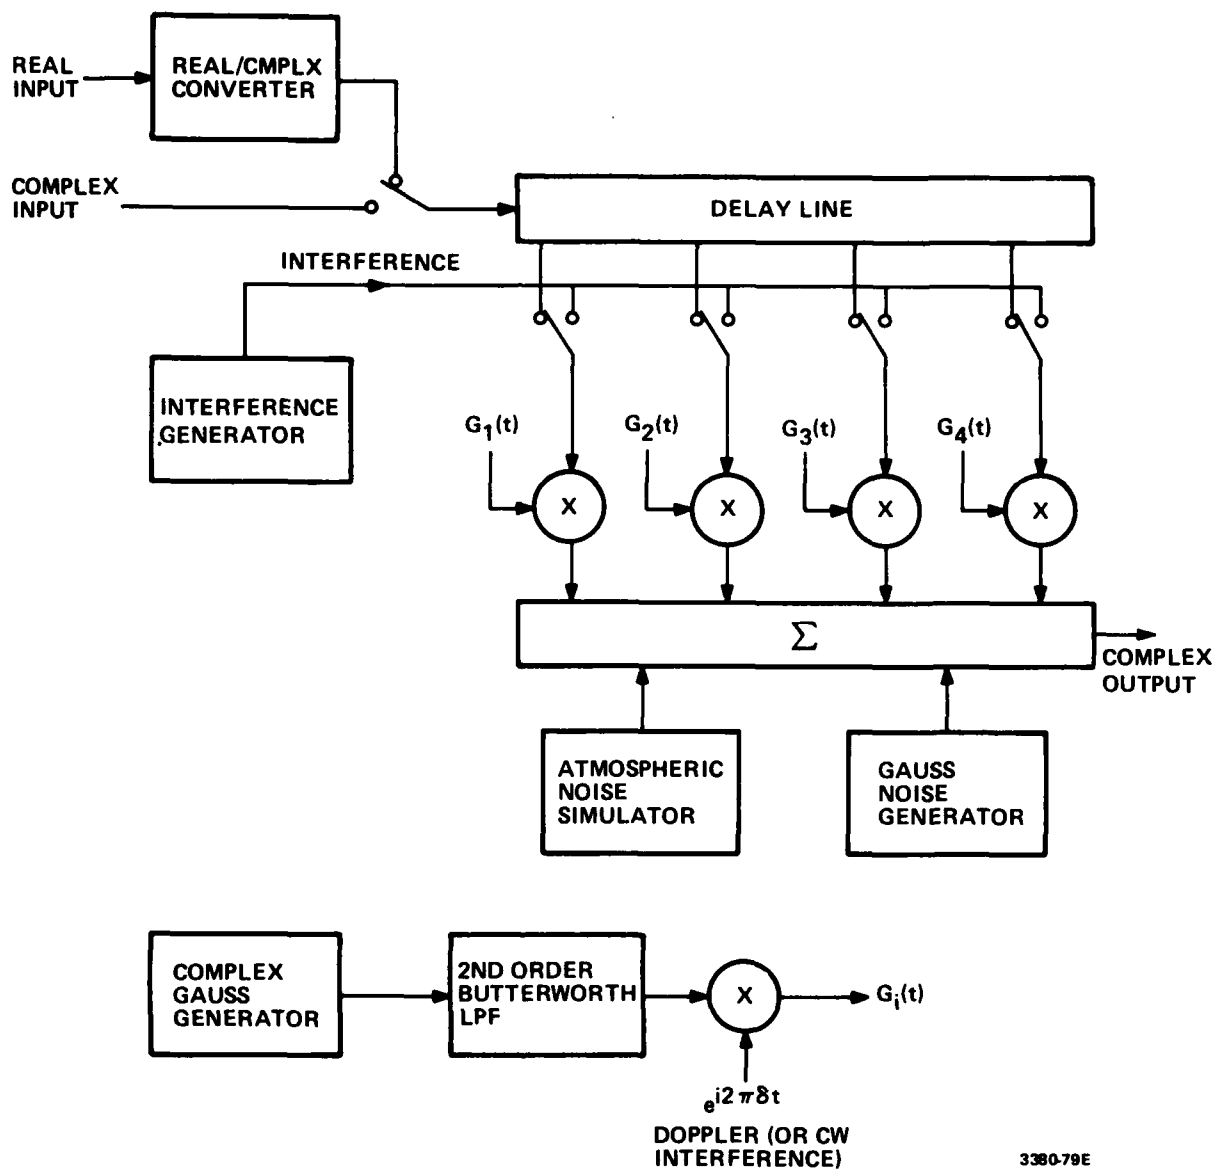 REAL
INPUT
REAL/CMPLX
CONVERTER
COMPLEX
INPUT
DELAY LINE
INTERFERENCE
INTERFERENCE
GENERATOR
G1(t)
G2(t)
G3(t)
G4(t)
X
X
X
X
Σ
COMPLEX
OUTPUT
ATMOSPHERIC
NOISE
SIMULATOR
GAUSS
NOISE
GENERATOR
COMPLEX
GAUSS
GENERATOR
2ND ORDER
BUTTERWORTH
LPF
X
Gi(t)
ei2πδt
DOPPLER (OR CW
INTERFERENCE)
3380-79E